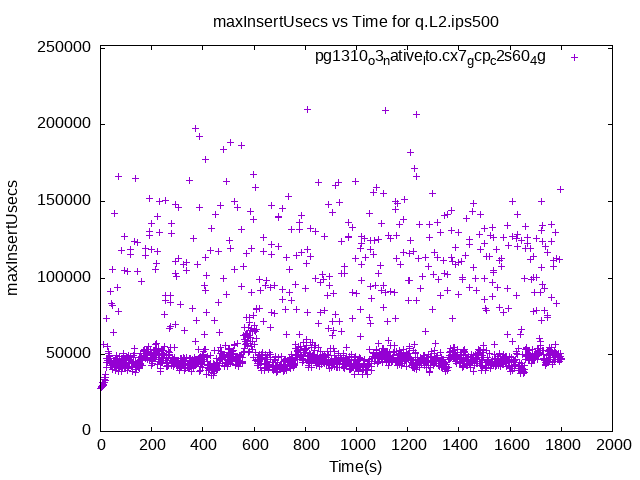 maxInsertUsecs vs Time for q.L2.ips500
pg1310o3native_lto.cx7gcpc2s604g
250000
200000
150000
100000
50000
0
maxInsertUsecs
0 200 400 600 800 1000 1200 1400 1600 1800 2000
Time(s)